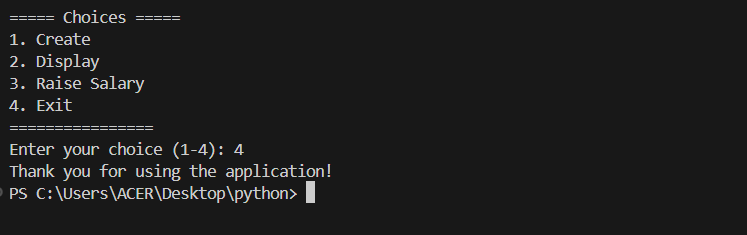 ===== Choices =====
1. Create
2. Display
3. Raise Salary
4. Exit
================
Enter your choice (1-4): 4
Thank you for using the application!
PS C:\Users\ACER\Desktop\python>